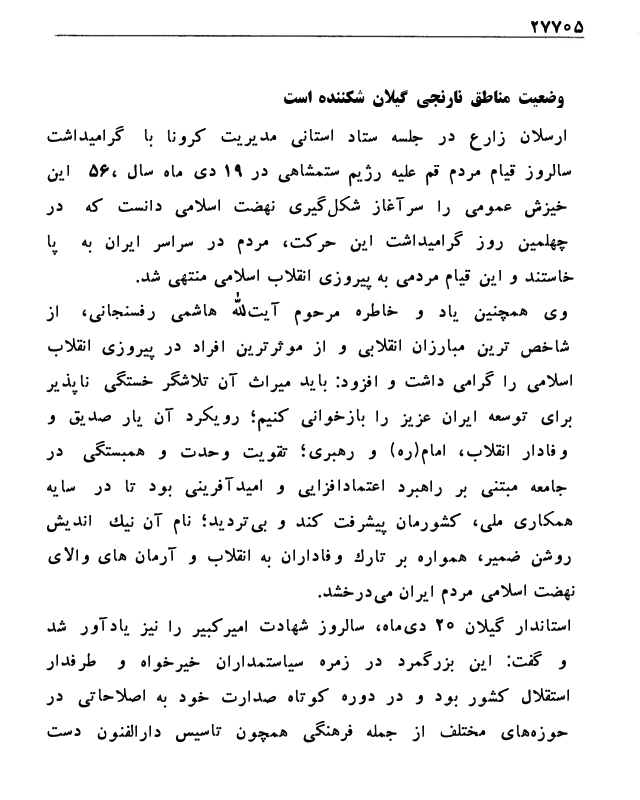 ۲۷۷۰۵
وضعیت مناطق نارنجی گیلان شکننده است
ارسلان زارع در جلسه ستاد استانی مدیریت کرونا با گرامیداشت
سالروز قیام مردم قم علیه رژیم ستمشاهی در ۱۹ دی ماه سال ۵۶، این
خیزش عمومی را سرآغاز شکل‌گیری نهضت اسلامی دانست که در
چهلمین روز گرامیداشت این حرکت، مردم در سراسر ایران به پا
خاستند و این قیام مردمی به پیروزی انقلاب اسلامی منتهی شد.
وی همچنین یاد و خاطره مرحوم آیت‌الله هاشمی رفسنجانی، از
شاخص ترین مبارزان انقلابی و از موثرترین افراد در پیروزی انقلاب
اسلامی را گرامی داشت و افزود: باید میراث آن تلاشگر خستگی ناپذیر
برای توسعه ایران عزیز را بازخوانی کنیم؛ رویکرد آن یار صدیق و
وفادار انقلاب، امام(ره) و رهبری؛ تقویت وحدت و همبستگی در
جامعه مبتنی بر راهبرد اعتمادافزایی و امیدآفرینی بود تا در سایه
همکاری ملی، کشورمان پیشرفت کند و بی‌تردید؛ نام آن نیک اندیش
روشن ضمیر، همواره بر تارک وفاداران به انقلاب و آرمان های والای
نهضت اسلامی مردم ایران می‌درخشد.
استاندار گیلان ۲۰ دی‌ماه، سالروز شهادت امیرکبیر را نیز یادآور شد
و گفت: این بزرگمرد در زمره سیاستمداران خیرخواه و طرفدار
استقلال کشور بود و در دوره کوتاه صدارت خود به اصلاحاتی در
حوزه‌های مختلف از جمله فرهنگی همچون تاسیس دارالفنون دست